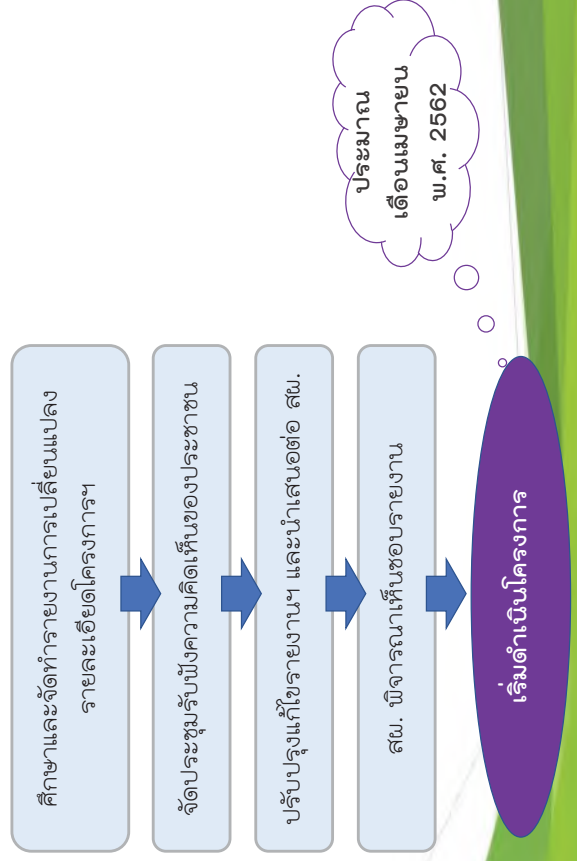 ศึกษาและจัดทำรายงานการเปลี่ยนแปลง
รายละเอียดโครงการฯ
จัดประชุมรับฟังความคิดเห็นของประชาชน
ปรับปรุงแก้ไขรายงานฯ และนำเสนอต่อ สผ.
สผ. พิจารณาเห็นชอบรายงาน
เริ่มดำเนินโครงการ
ประมาณ
เดือนเมษายน
พ.ศ. 2562